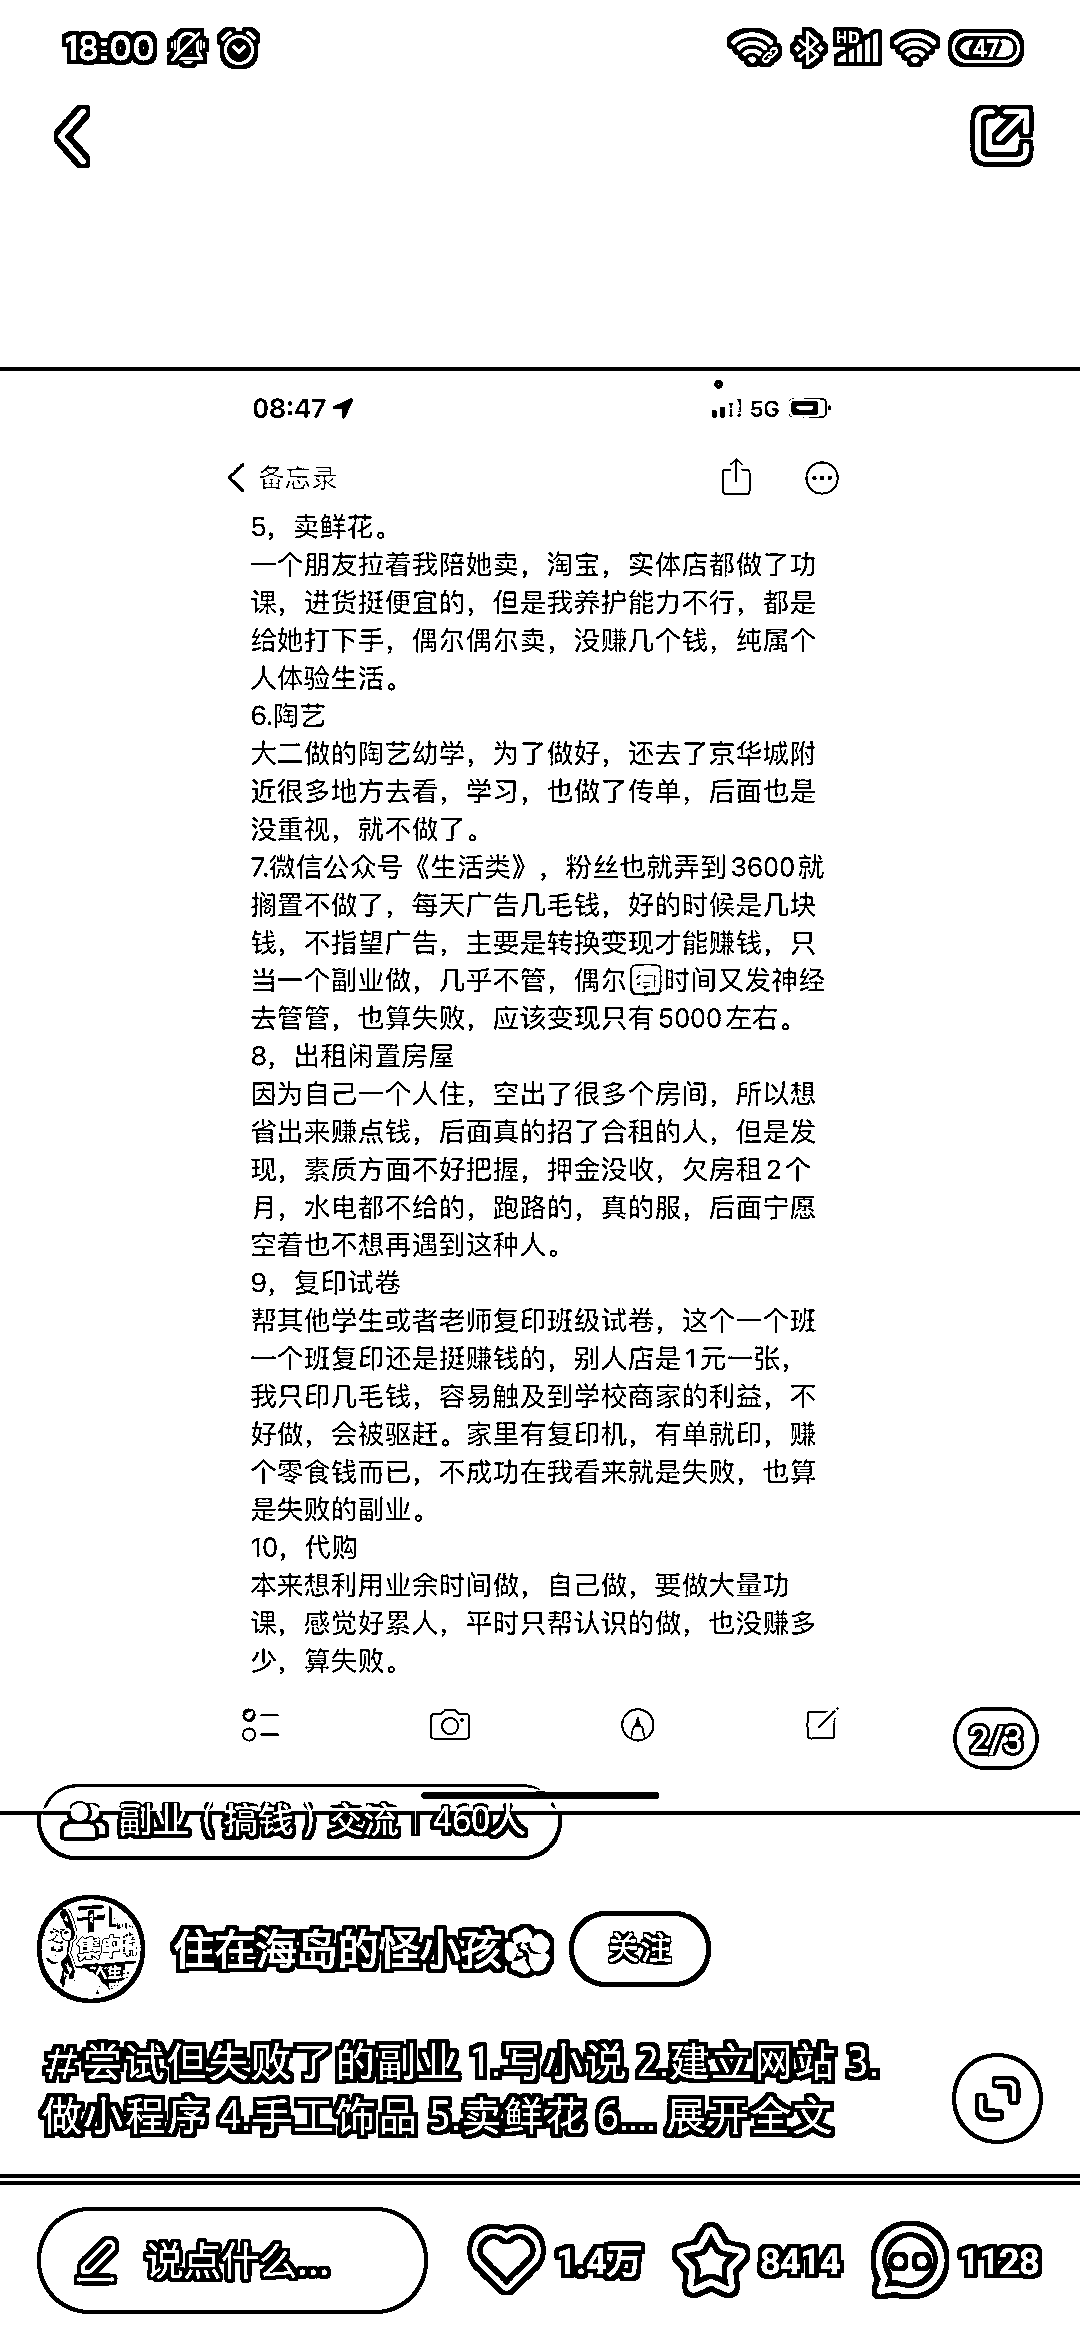 18:00 HD 47
08:47 5G
备忘录
5，卖鲜花。
一个朋友拉着我陪她卖，淘宝，实体店都做了功
课，进货挺便宜的，但是我养护能力不行，都是
给她打下手，偶尔偶尔卖，没赚几个钱，纯属个
人体验生活。
6.陶艺
大二做的陶艺幼学，为了做好，还去了京华城附
近很多地方去看，学习，也做了传单，后面也是
没重视，就不做了。
7.微信公众号《生活类》，粉丝也就弄到3600就
搁置不做了，每天广告几毛钱，好的时候是几块
钱，不指望广告，主要是转换变现才能赚钱，只
当一个副业做，几乎不管，偶尔🈶时间又发神经
去管管，也算失败，应该变现只有5000左右。
8，出租闲置房屋
因为自己一个人住，空出了很多个房间，所以想
省出来赚点钱，后面真的招了合租的人，但是发
现，素质方面不好把握，押金没收，欠房租2个
月，水电都不给的，跑路的，真的服，后面宁愿
空着也不想再遇到这种人。
9，复印试卷
帮其他学生或者老师复印班级试卷，这个一个班
一个班复印还是挺赚钱的，别人店是1元一张，
我只印几毛钱，容易触及到学校商家的利益，不
好做，会被驱赶。家里有复印机，有单就印，赚
个零食钱而已，不成功在我看来就是失败，也算
是失败的副业。
10，代购
本来想利用业余时间做，自己做，要做大量功
课，感觉好累人，平时只帮认识的做，也没赚多
少，算失败。
2/3
副业（搞钱）交流 | 460人
住在海岛的怪小孩 关注
#尝试但失败了的副业 1.写小说 2.建立网站 3.
做小程序 4.手工饰品 5.卖鲜花 6.... 展开全文
说点什么... 1.4万 8414 1128